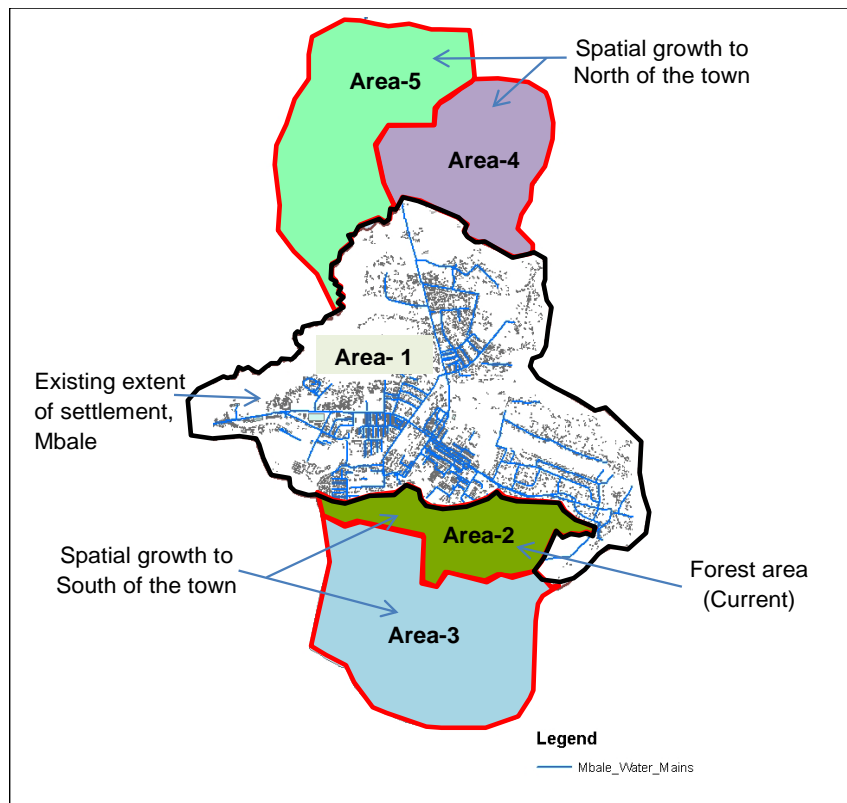 Spatial growth to
North of the town
Area-5
Area-4
Area- 1
Existing extent
of settlement,
Mbale
Area-2
Spatial growth to
South of the town
Forest area
(Current)
Area-3
Legend
Mbale_Water_Mains